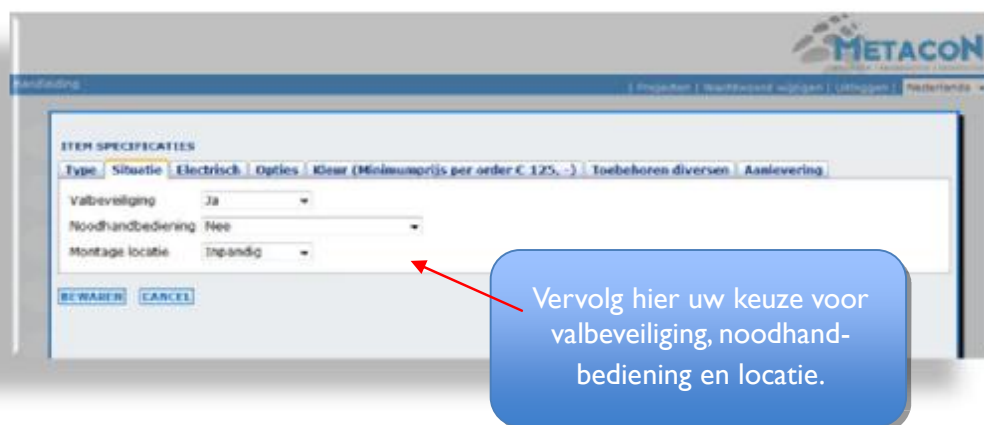 METACON
Handleiding
| Projecten | Wachtwoord wijzigen | Uitloggen | Nederlands
ITEM SPECIFICATIES
Type Situatie Electrisch Opties Kleur (Minimumprijs per order € 125, -) Toebehoren diversen Aanlevering
Valbeveiliging Ja
Noodhandbediening Nee
Montage locatie Inpandig
BEWAREN CANCEL
Vervolg hier uw keuze voor
valbeveiliging, noodhand-
bediening en locatie.